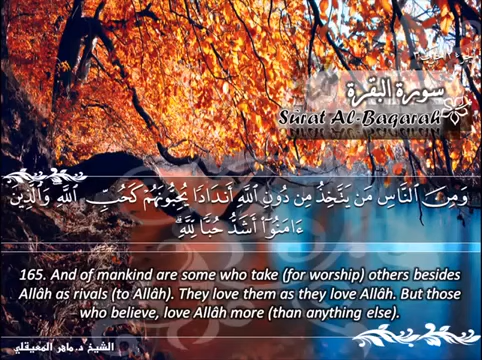 سورة البقرة
Sûrat Al-Baqarah
وَمِنَ النَّاسِ مَن يَتَّخِذُ مِن دُونِ اللَّهِ أَندَادًا يُحِبُّونَهُمْ كَحُبِّ اللَّهِ وَالَّذِينَ
ءَامَنُوٓا۟ أَشَدُّ حُبًّا لِّلَّهِ ۗ
165. And of mankind are some who take (for worship) others besides
Allâh as rivals (to Allâh). They love them as they love Allâh. But those
who believe, love Allâh more (than anything else).
الشيخ د. ماهر المعيقلي